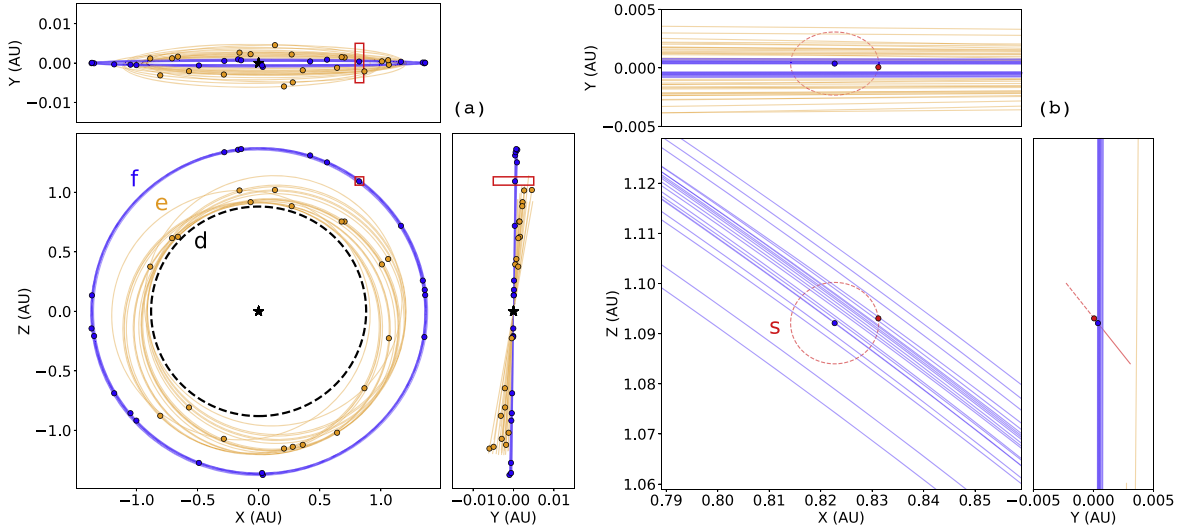 0.01
0.00
−0.01
Y (AU)
(a)
1.0
0.5
0.0
−0.5
−1.0
Z (AU)
f
e
d
−1.0
−0.5
0.0
0.5
1.0
X (AU)
−0.01
0.00
0.01
Y (AU)
0.005
0.000
−0.005
Y (AU)
(b)
1.12
1.11
1.10
1.09
1.08
1.07
1.06
Z (AU)
s
0.79
0.80
0.81
0.82
0.83
0.84
0.85
X (AU)
−0.005
0.000
0.005
Y (AU)